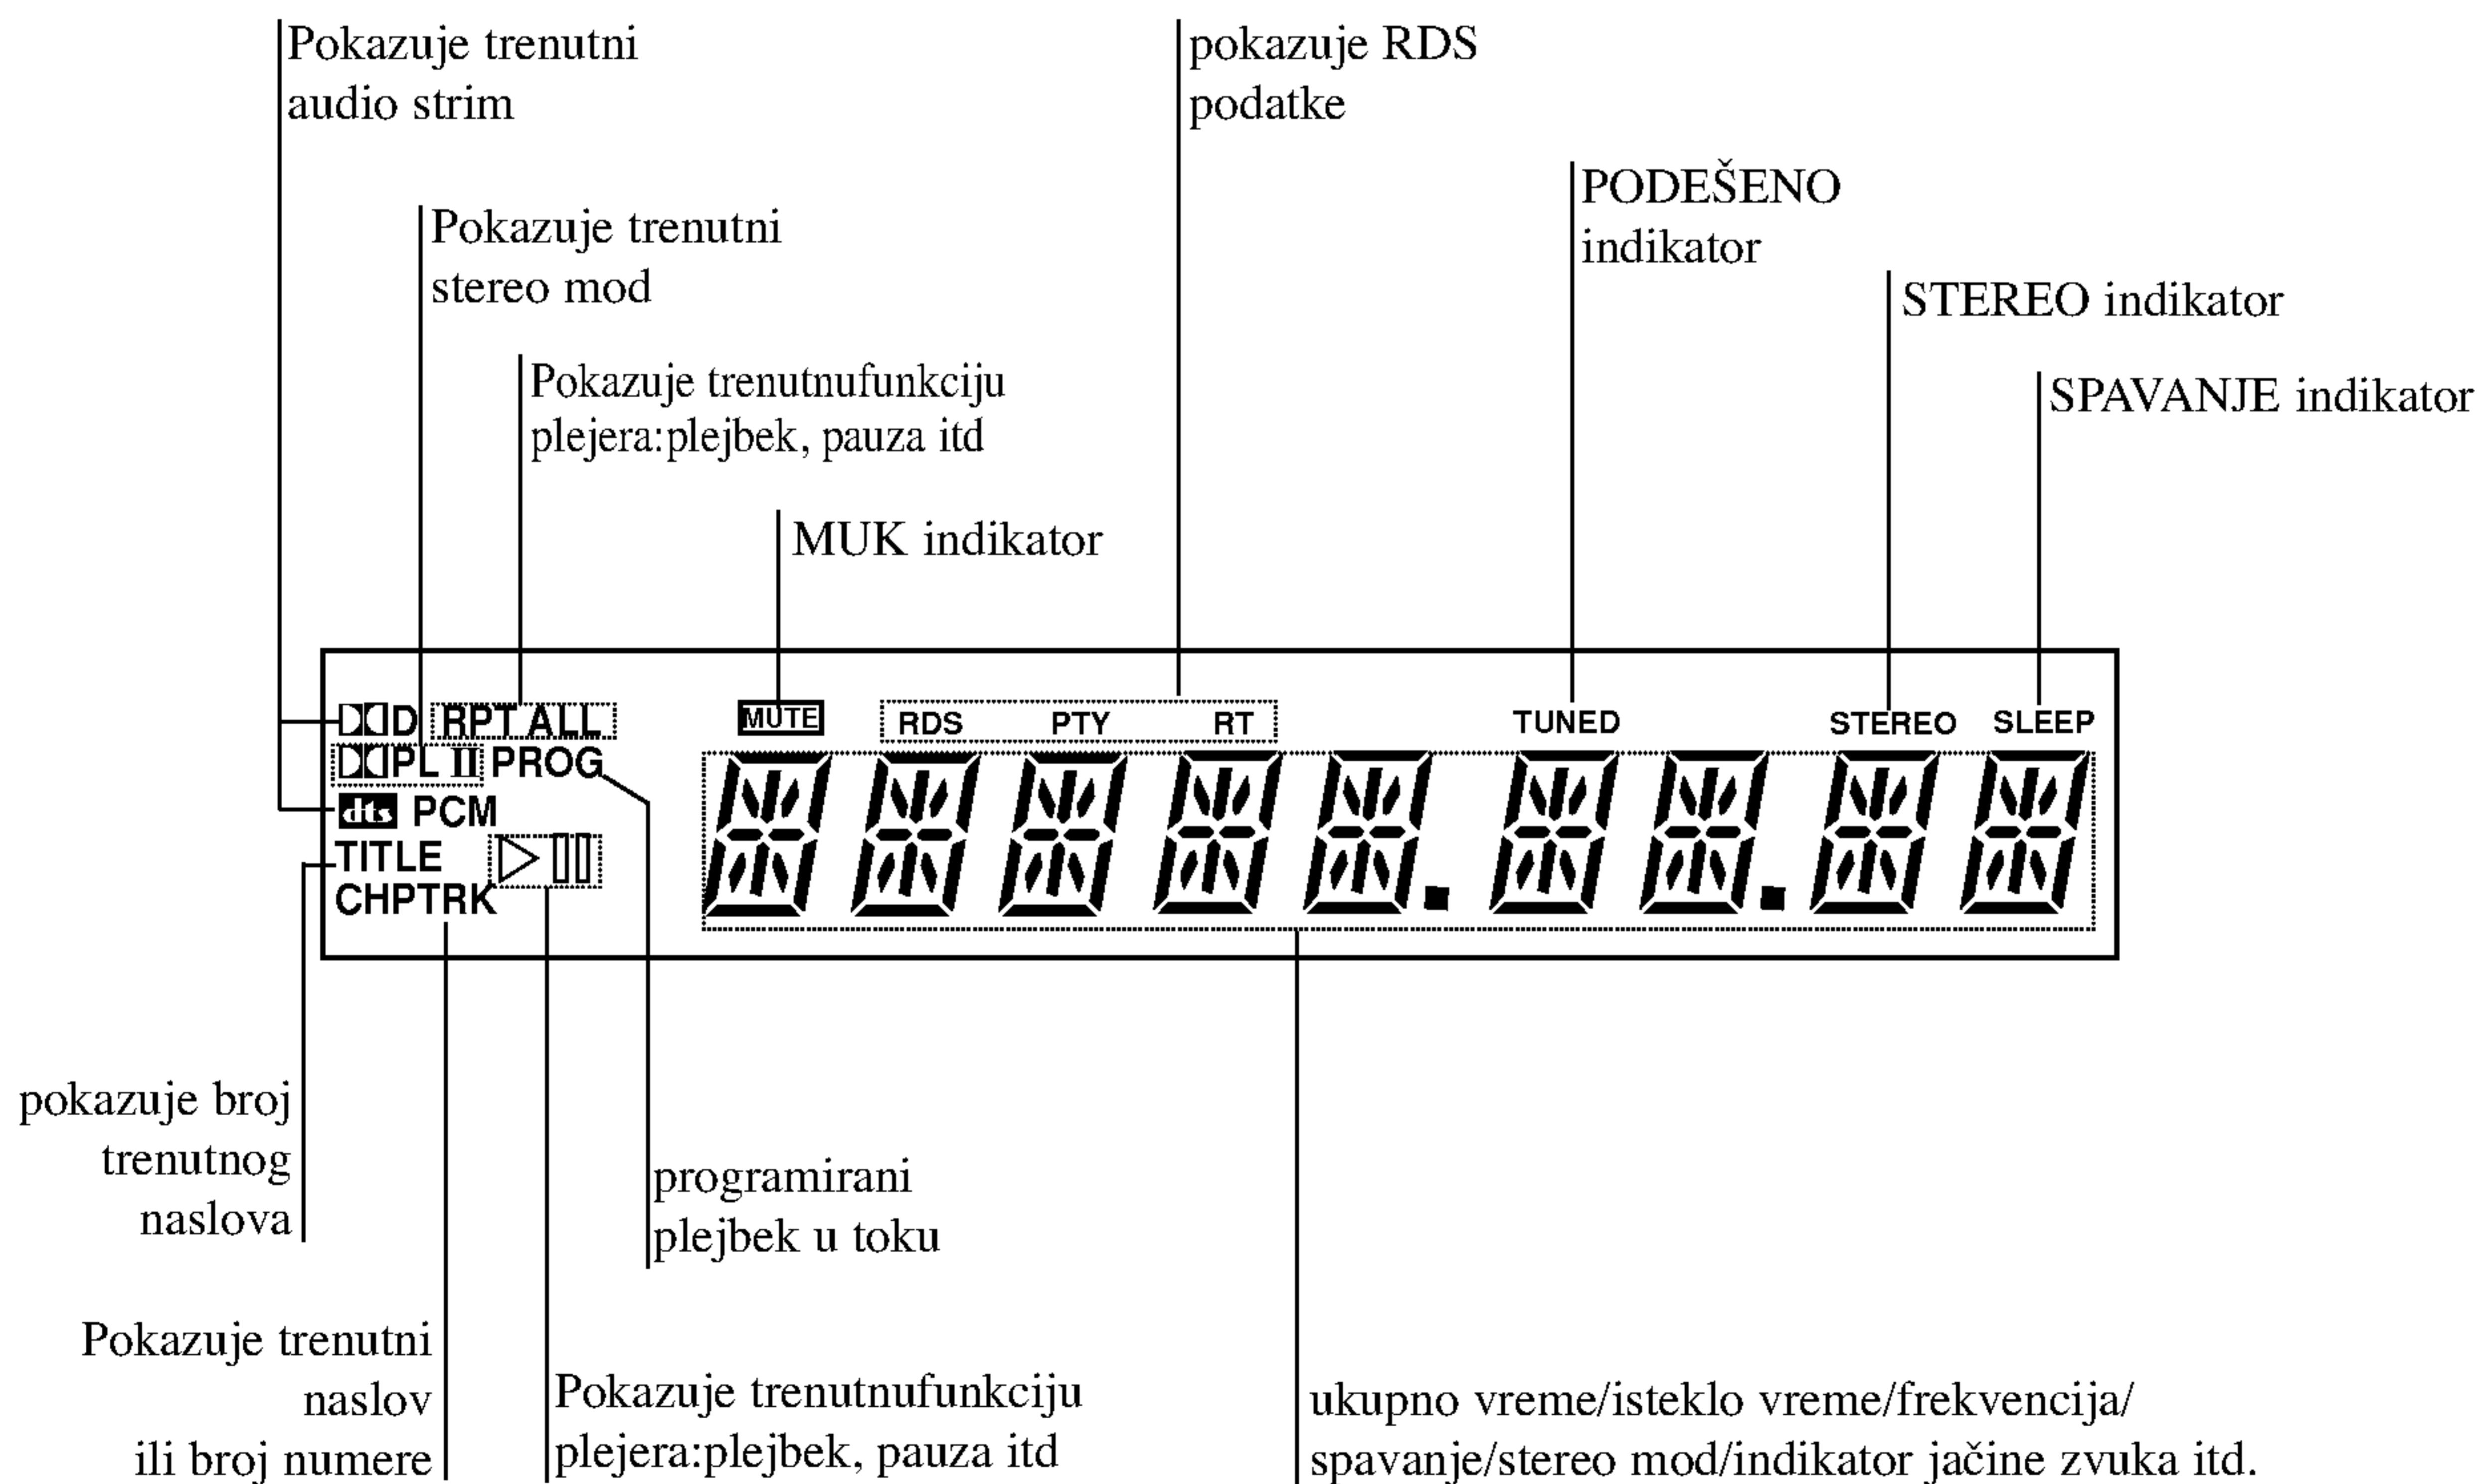 Pokazuje trenutni
audio strim
pokazuje RDS
podatke
PODEŠENO
indikator
Pokazuje trenutni
stereo mod
STEREO indikator
Pokazuje trenutnufunkciju
plejera:plejbek, pauza itd
SPAVANJE indikator
MUK indikator
D RPT ALL
MUTE
RDS PTY RT
TUNED
STEREO
SLEEP
PL II PROG
dts PCM
TITLE
CHPTRK
pokazuje broj
trenutnog
naslova
programirani
plejbek u toku
Pokazuje trenutni
naslov
ili broj numere
Pokazuje trenutnufunkciju
plejera:plejbek, pauza itd
ukupno vreme/isteklo vreme/frekvencija/
spavanje/stereo mod/indikator jačine zvuka itd.